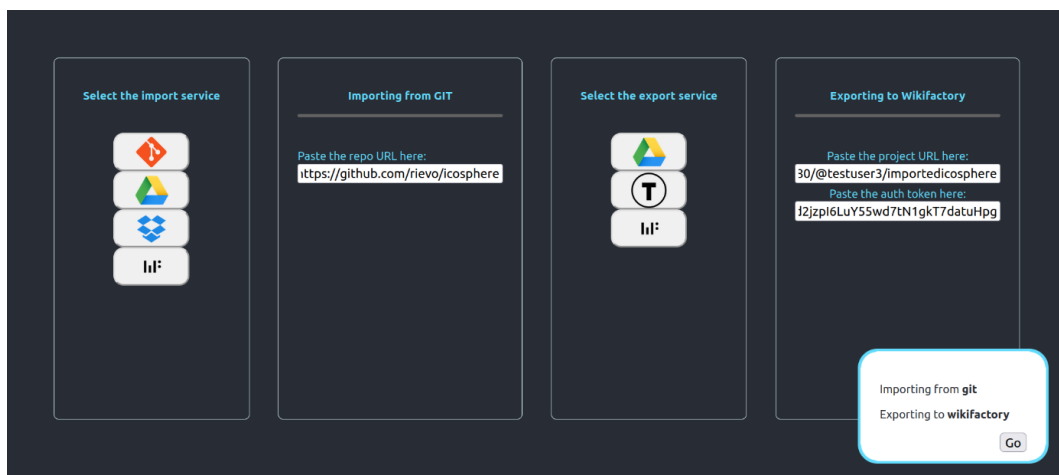 Select the import service
Importing from GIT
Paste the repo URL here:
ttps://github.com/rievo/icosphere
Select the export service
T
Exporting to Wikifactory
Paste the project URL here:
30/@testuser3/importedicosphere
Paste the auth token here:
Importing from git
Exporting to wikifactory
Go